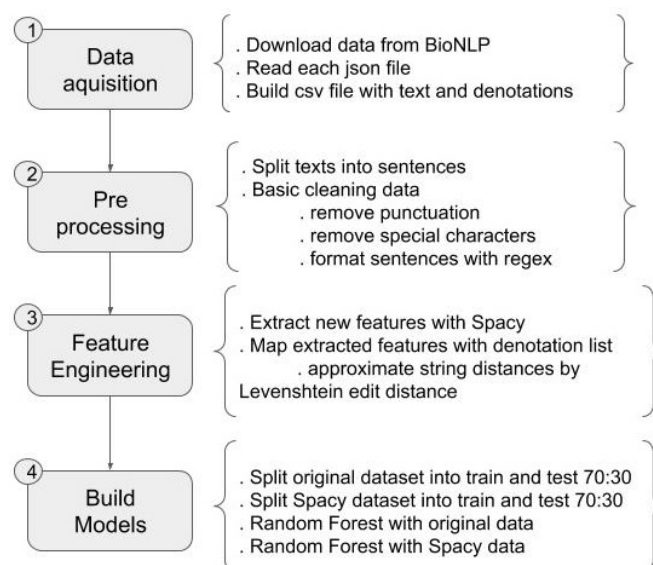 1
Data
aquisition
. Download data from BioNLP
. Read each json file
. Build csv file with text and denotations
2
Pre
processing
. Split texts into sentences
. Basic cleaning data
. remove punctuation
. remove special characters
. format sentences with regex
3
Feature
Engineering
. Extract new features with Spacy
. Map extracted features with denotation list
. approximate string distances by
Levenshtein edit distance
4
Build
Models
. Split original dataset into train and test 70:30
. Split Spacy dataset into train and test 70:30
. Random Forest with original data
. Random Forest with Spacy data